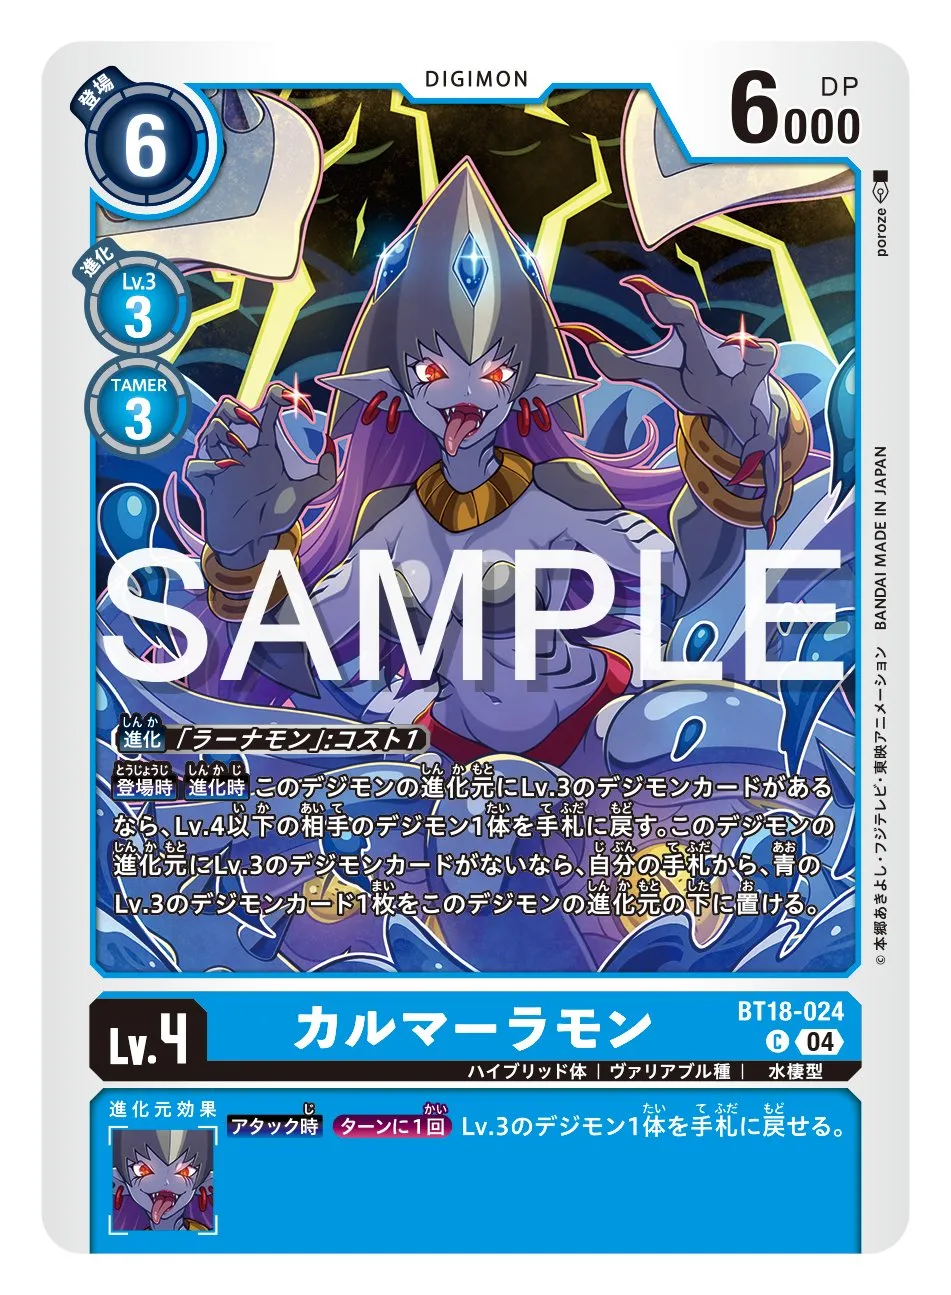 DIGIMON
登場
6
DP
6000
進化
Lv.3
3
TAMER
3
poroze
BANDAI MADE IN JAPAN
©本郷あきよし・フジテレビ・東映アニメーション
SAMPLE
進化 「ラーナモン」:コスト1
登場時 進化時 このデジモンの進化元にLv.3のデジモンカードがある
なら、Lv.4以下の相手のデジモン1体を手札に戻す。このデジモンの
進化元にLv.3のデジモンカードがないなら、自分の手札から、青の
Lv.3のデジモンカード1枚をこのデジモンの進化元の下に置ける。
Lv.4
カルマーラモン
BT18-024
C 04
ハイブリッド体 | ヴァリアブル種 | 水棲型
進化元効果
アタック時 ターンに1回 Lv.3のデジモン1体を手札に戻せる。